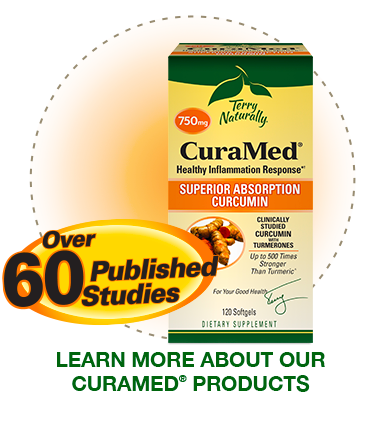 Terry
Naturally®
750mg
CuraMed®
Healthy Inflammation Response*†
SUPERIOR ABSORPTION
CURCUMIN
CLINICALLY
STUDIED
CURCUMIN
WITH
TURMERONES
Up to 500 Times
Stronger
Than Turmeric*
For Your Good Health.
Terry
120 Softgels
DIETARY SUPPLEMENT
Over
60 Published
Studies
LEARN MORE ABOUT OUR
CURAMED® PRODUCTS